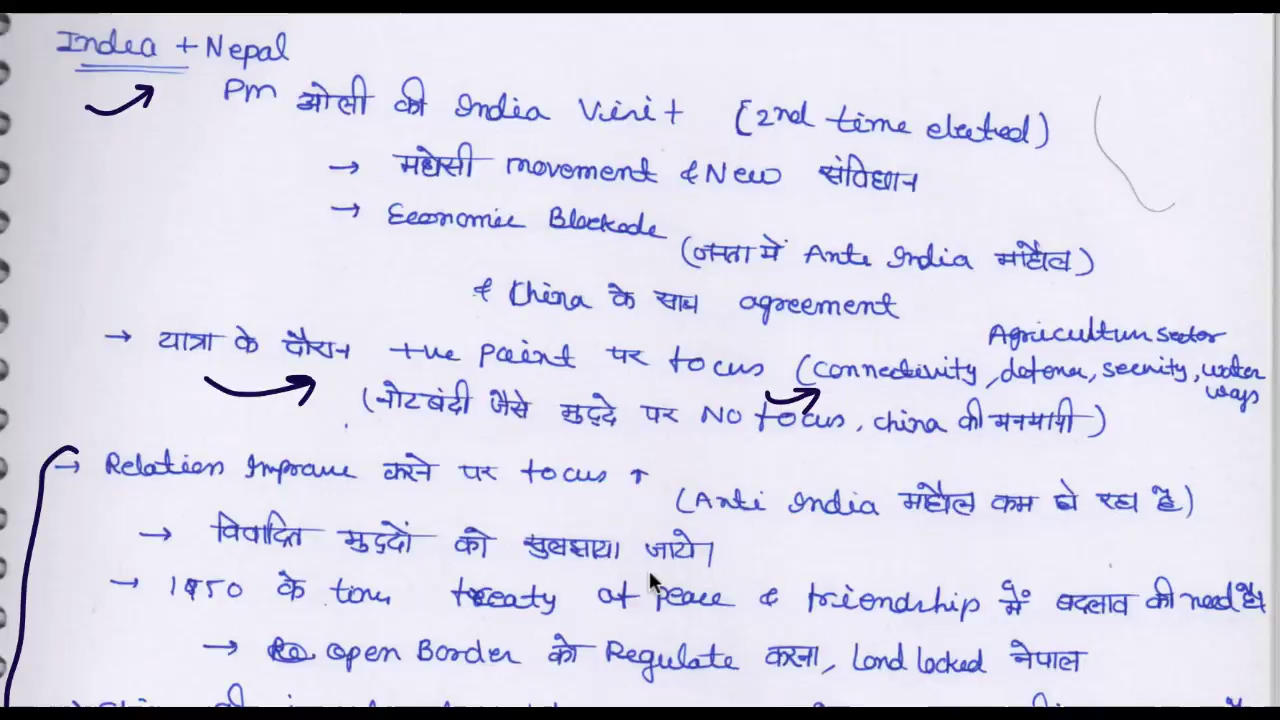 India + Nepal
PM ओली की India Visit (2nd time elected)
→ मधेसी movement & New संविधान
→ Economic Blockade
(जनता में Anti India माहौल)
& China के साथ agreement
Agriculture sector
→ यात्रा के दौरान +ve Point पर focus (connectivity, defence, security, water ways
(नोटबंदी जैसे मुद्दे पर NO focus, china की मनमानी)
→ Relation Improve करने पर focus ↑
(Anti India माहौल कम हो रहा है)
→ विवादित मुद्दों को सुलझाया जाये।
→ 1950 के time treaty of peace & friendship में बदलाव की need है।
→ open Border को Regulate करना, Land locked नेपाल